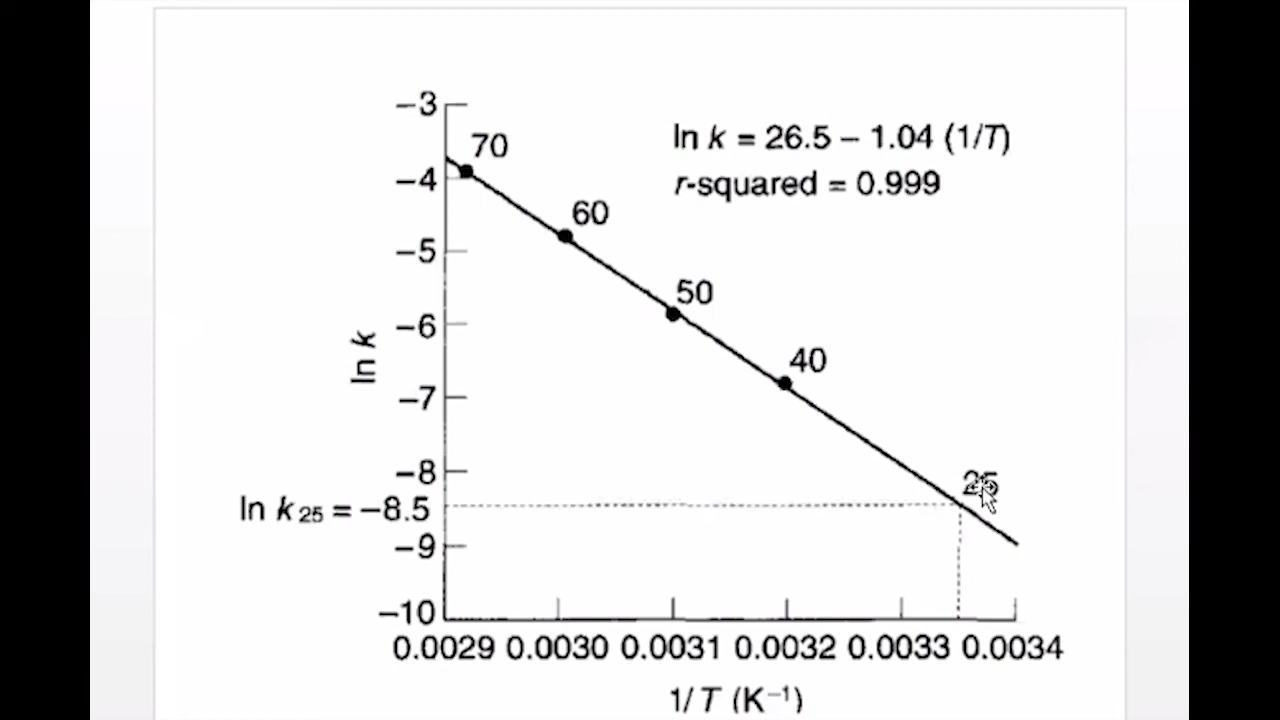 −3
70
ln k = 26.5 − 1.04 (1/T)
r-squared = 0.999
−4
60
−5
50
−6
ln k
40
−7
−8
25
ln k 25 = −8.5
−9
−10
0.0029 0.0030 0.0031 0.0032 0.0033 0.0034
1/ T (K⁻¹)